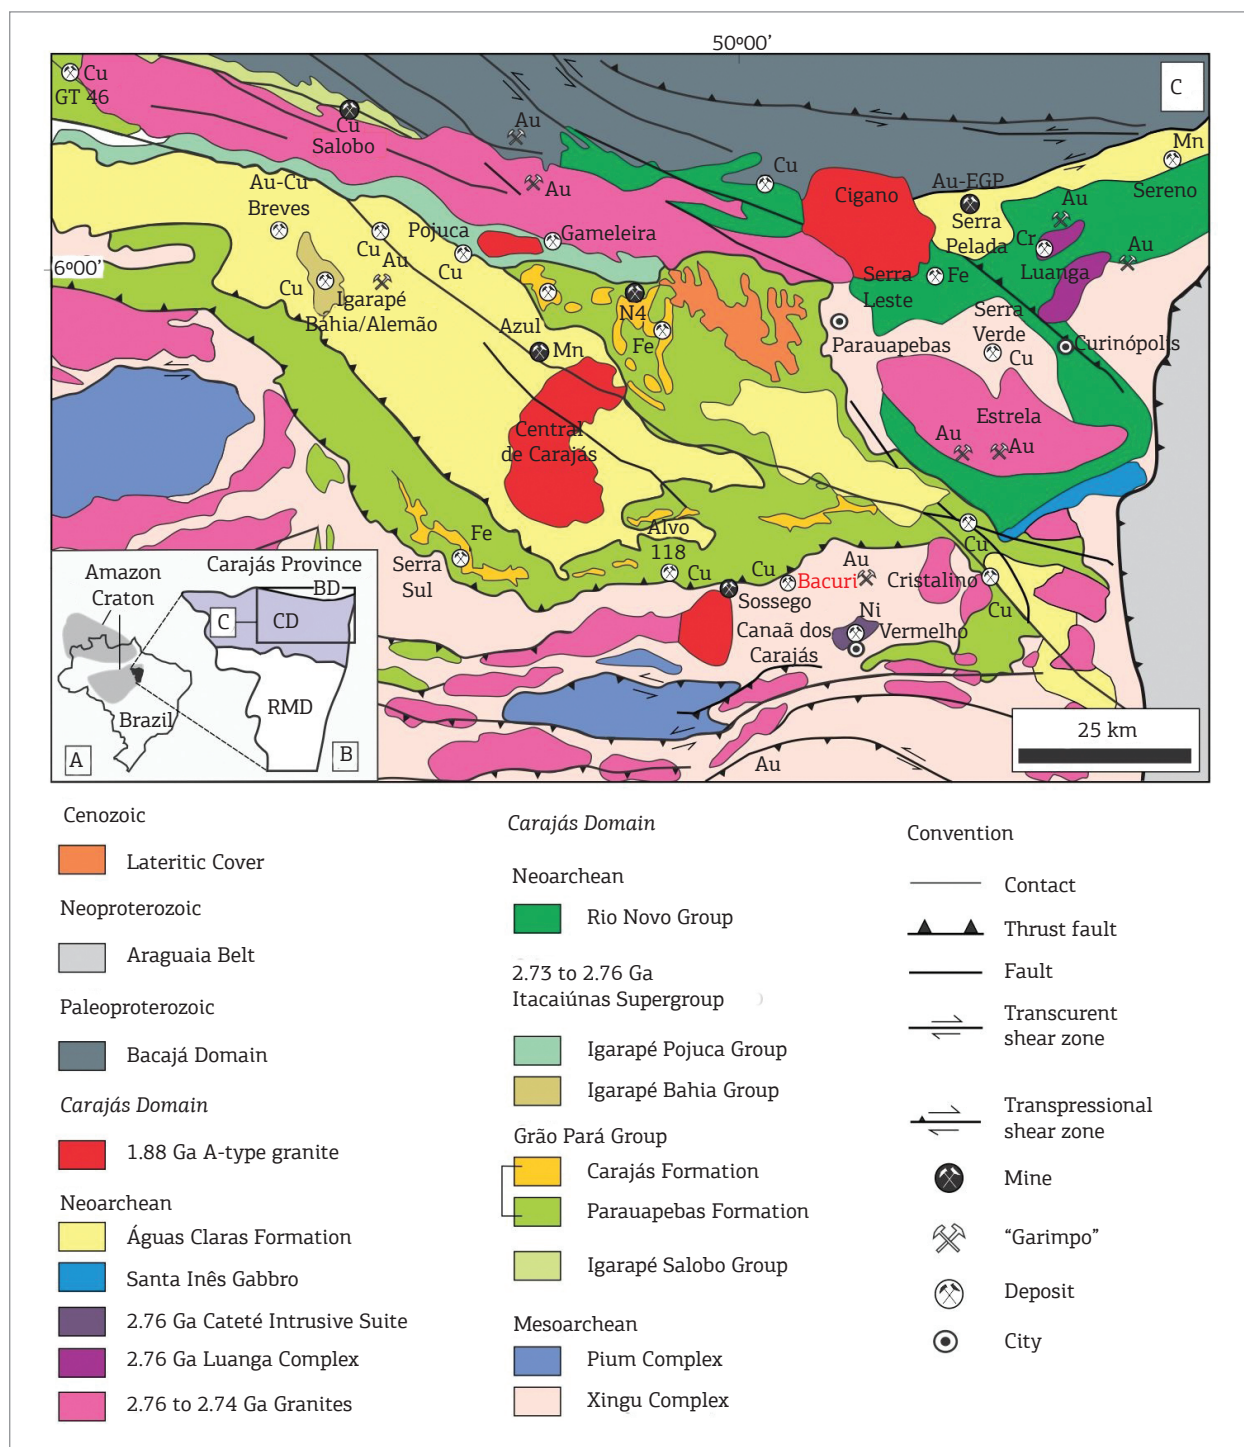 50º00’
C
Cu
GT 46
Cu
Salobo
Au
Au
Cu
Cigano
Au-EGP
Serra
Pelada
Mn
Sereno
Au
Cr
Luanga
Au
Au-Cu
Breves
Cu
Pojuca
Cu
Gameleira
6º00’
Cu
Au
Igarapé
Báhia/Alemão
Azul
Mn
N4
Fe
Serra
Leste
Fe
Parauapebas
Serra
Verde
Cu
Curinópolis
Estrela
Au
Au
Central
de Carajás
Fe
Serra
Sul
Alvo
118
Cu
Cu
Sossego
Bacuri
Au
Cristalino
Cu
Cu
Ni
Vermelho
Canaã dos
Carajás
Au
25 km
Amazon
Craton
Brazil
A
Carajás Province
BD
C
CD
RMD
B
Cenozoic
Lateritic Cover
Neoproterozoic
Araguaia Belt
Paleoproterozoic
Bacajá Domain
Carajás Domain
1.88 Ga A-type granite
Neoarchean
Águas Claras Formation
Santa Inês Gabbro
2.76 Ga Cateté Intrusive Suite
2.76 Ga Luanga Complex
2.76 to 2.74 Ga Granites
Carajás Domain
Neoarchean
Rio Novo Group
2.73 to 2.76 Ga
Itacaiúnas Supergroup
Igarapé Pojuca Group
Igarapé Bahia Group
Grão Pará Group
Carajás Formation
Parauapebas Formation
Igarapé Salobo Group
Mesoarchean
Pium Complex
Xingu Complex
Convention
Contact
Thrust fault
Fault
Transcurent
shear zone
Transpressional
shear zone
Mine
“Garimpo”
Deposit
City